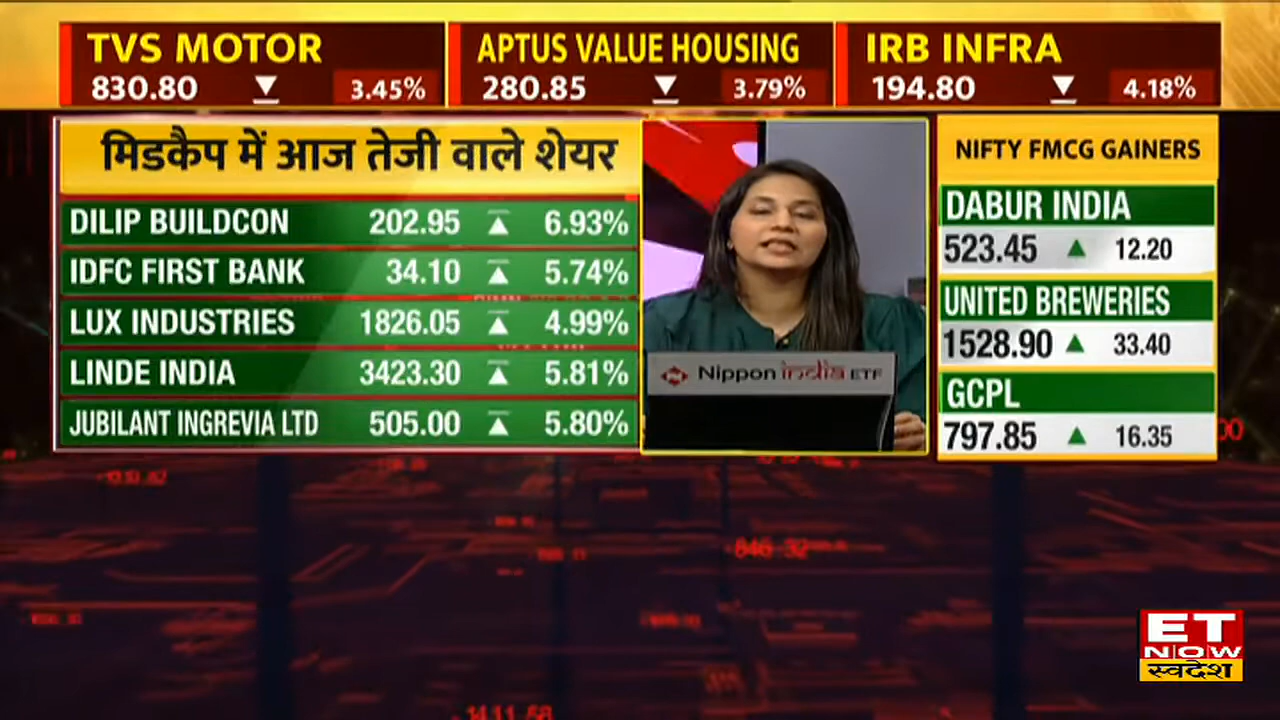 TVS MOTOR
830.80 ▼ 3.45%
APTUS VALUE HOUSING
280.85 ▼ 3.79%
IRB INFRA
194.80 ▼ 4.18%
मिडकैप में आज तेजी वाले शेयर
DILIP BUILDCON 202.95 ▲ 6.93%
IDFC FIRST BANK 34.10 ▲ 5.74%
LUX INDUSTRIES 1826.05 ▲ 4.99%
LINDE INDIA 3423.30 ▲ 5.81%
JUBILANT INGREVIA LTD 505.00 ▲ 5.80%
Nippon india ETF
NIFTY FMCG GAINERS
DABUR INDIA
523.45 ▲ 12.20
UNITED BREWERIES
1528.90 ▲ 33.40
GCPL
797.85 ▲ 16.35
846.32
1411.58
ET
NOW
स्वदेश